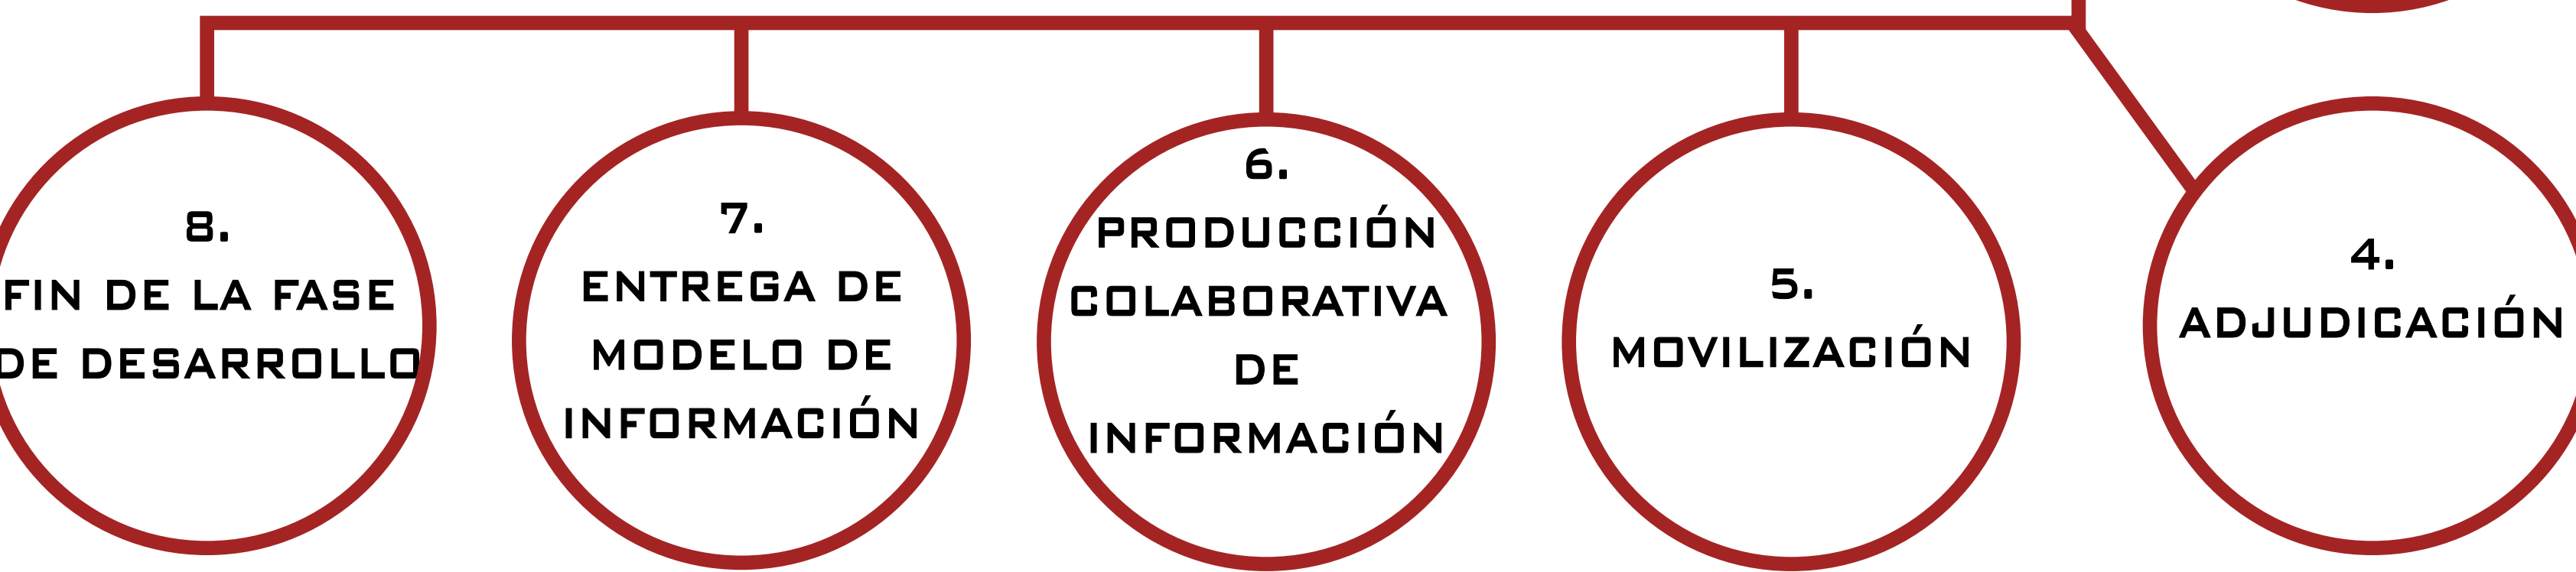 8.
FIN DE LA FASE
DE DESARROLLO
7.
ENTREGA DE
MODELO DE
INFORMACIÓN
6.
PRODUCCIÓN
COLABORATIVA
DE
INFORMACIÓN
5.
MOVILIZACIÓN
4.
ADJUDICACIÓN